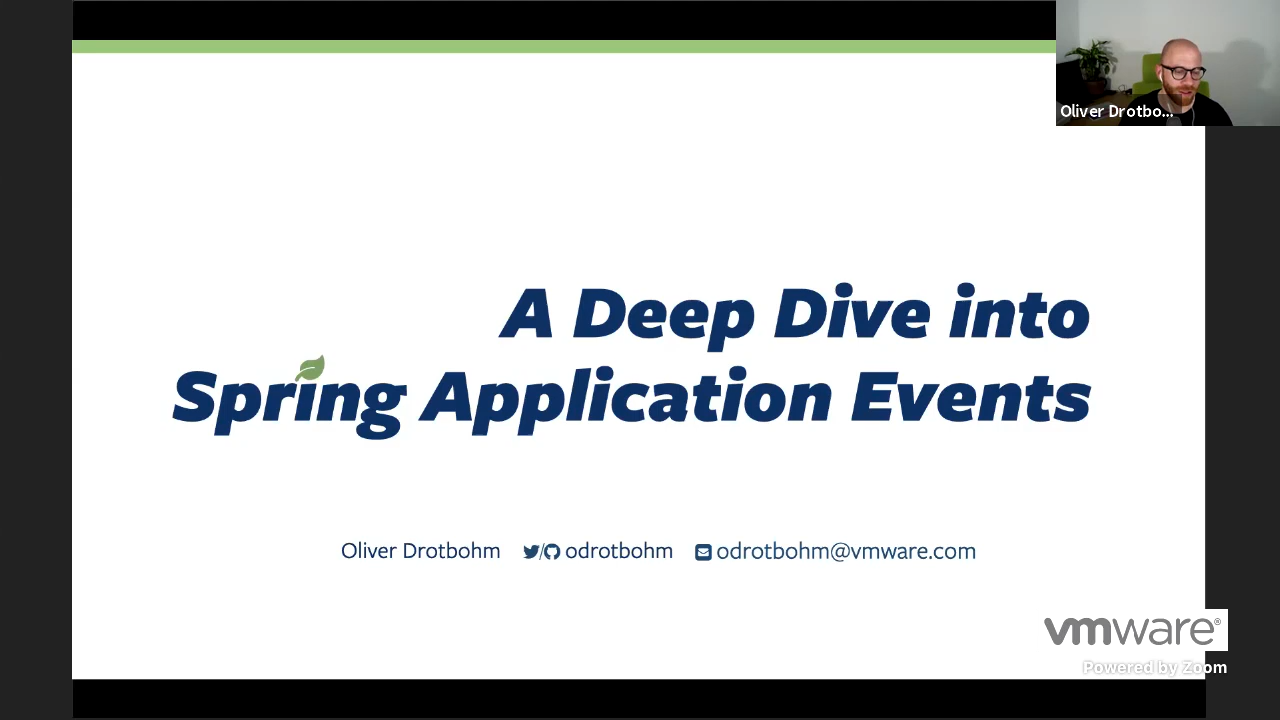 Oliver Drotbo...
A Deep Dive into
Spring Application Events
Oliver Drotbohm / odrotbohm odrotbohm@vmware.com
vmware®
Powered by Zoom